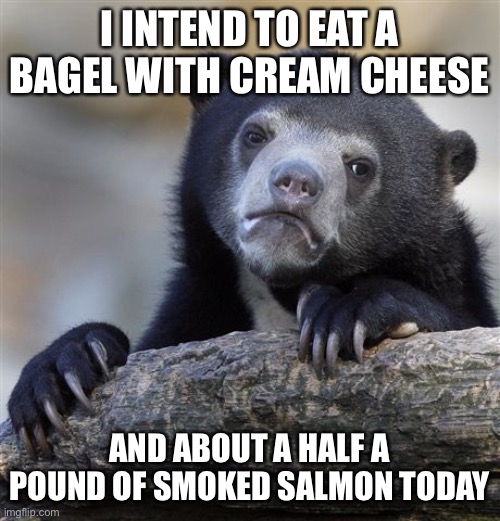 I INTEND TO EAT A
BAGEL WITH CREAM CHEESE
AND ABOUT A HALF A
POUND OF SMOKED SALMON TODAY
imgflip.com